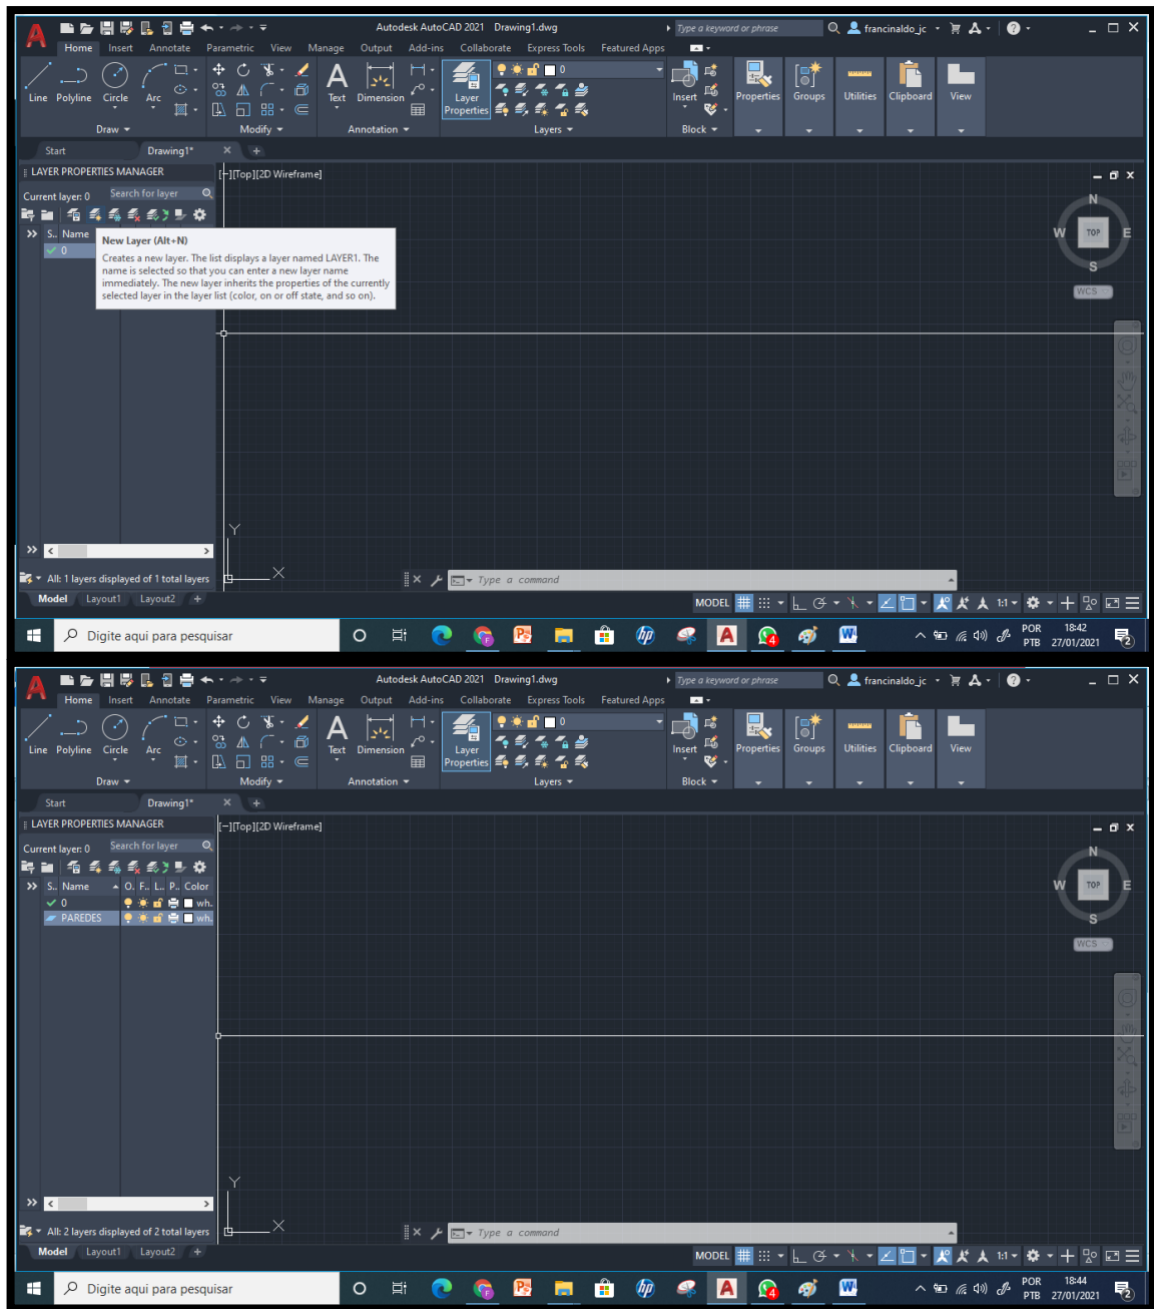 Autodesk AutoCAD 2021 Drawing1.dwg
Type a keyword or phrase
francinaldo_jc
Home Insert Annotate Parametric View Manage Output Add-ins Collaborate Express Tools Featured Apps
0
Line Polyline Circle Arc
Text Dimension
Layer
Properties
Insert
Properties Groups Utilities Clipboard View
Draw Modify Annotation Layers Block
Start Drawing1*
LAYER PROPERTIES MANAGER
[−][Top][2D Wireframe]
Current layer: 0 Search for layer
S.. Name
0
New Layer (Alt+N)
Creates a new layer. The list displays a layer named LAYER1. The
name is selected so that you can enter a new layer name
immediately. The new layer inherits the properties of the currently
selected layer in the layer list (color, on or off state, and so on).
N
W TOP E
S
WCS
Y
X
All: 1 layers displayed of 1 total layers
Type a command
Model Layout1 Layout2 +
MODEL 1:1
Digite aqui para pesquisar
4
POR
PTB
18:42
27/01/2021
2
Autodesk AutoCAD 2021 Drawing1.dwg
Type a keyword or phrase
francinaldo_jc
Home Insert Annotate Parametric View Manage Output Add-ins Collaborate Express Tools Featured Apps
0
Line Polyline Circle Arc
Text Dimension
Layer
Properties
Insert
Properties Groups Utilities Clipboard View
Draw Modify Annotation Layers Block
Start Drawing1*
LAYER PROPERTIES MANAGER
[−][Top][2D Wireframe]
Current layer: 0 Search for layer
S.. Name O. F.. L.. P.. Color
0 wh.
PAREDES wh.
N
W TOP E
S
WCS
Y
X
All: 2 layers displayed of 2 total layers
Type a command
Model Layout1 Layout2 +
MODEL 1:1
Digite aqui para pesquisar
POR
PTB
18:44
27/01/2021
2